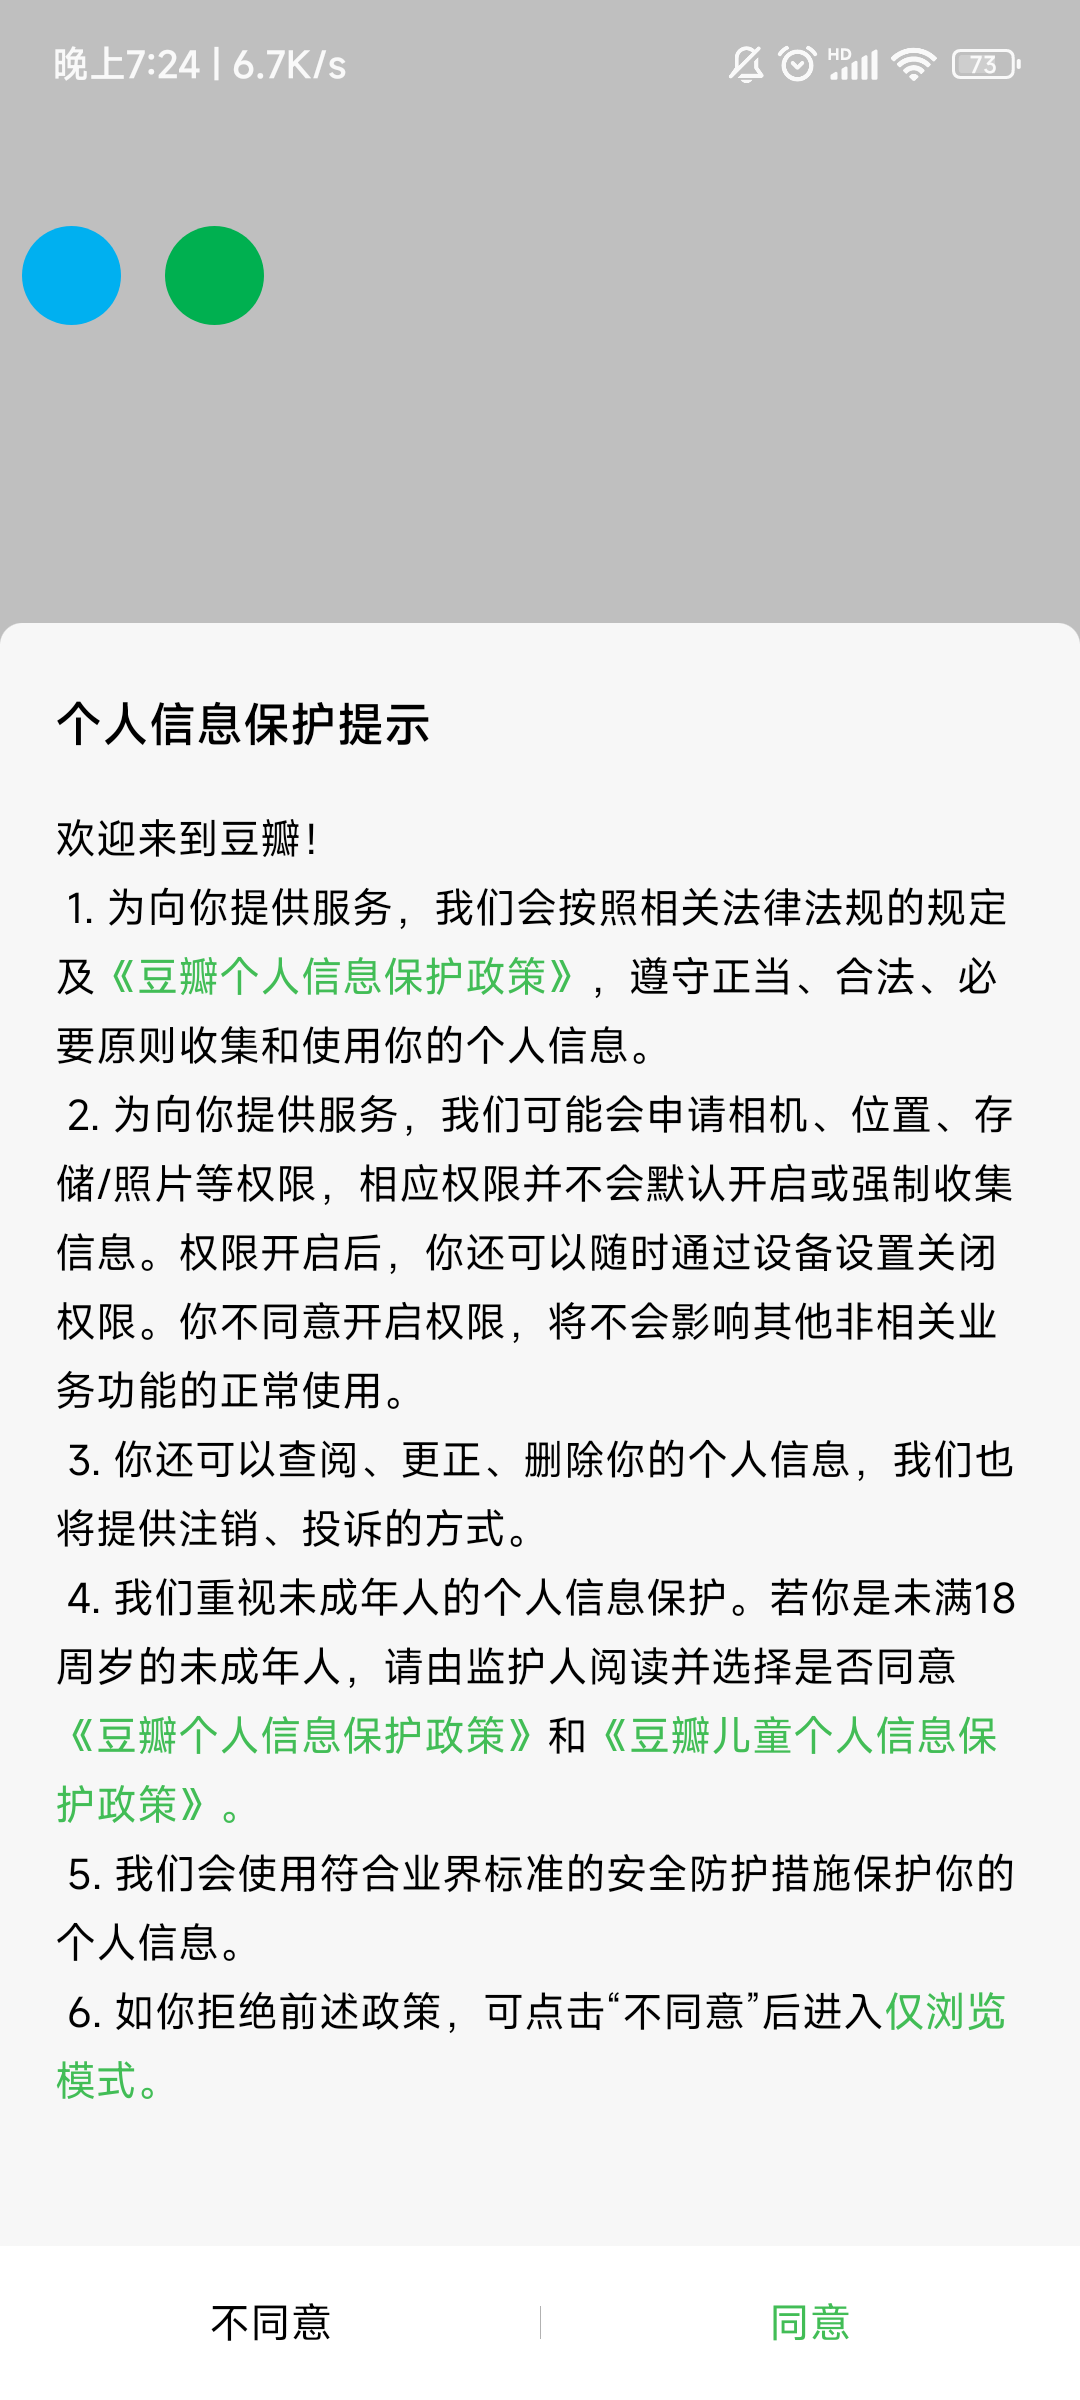 晚上7:24 | 6.7K/s
HD
73
个人信息保护提示
欢迎来到豆瓣！
1. 为向你提供服务，我们会按照相关法律法规的规定
及《豆瓣个人信息保护政策》，遵守正当、合法、必
要原则收集和使用你的个人信息。
2. 为向你提供服务，我们可能会申请相机、位置、存
储/照片等权限，相应权限并不会默认开启或强制收集
信息。权限开启后，你还可以随时通过设备设置关闭
权限。你不同意开启权限，将不会影响其他非相关业
务功能的正常使用。
3. 你还可以查阅、更正、删除你的个人信息，我们也
将提供注销、投诉的方式。
4. 我们重视未成年人的个人信息保护。若你是未满18
周岁的未成年人，请由监护人阅读并选择是否同意
《豆瓣个人信息保护政策》和《豆瓣儿童个人信息保
护政策》。
5. 我们会使用符合业界标准的安全防护措施保护你的
个人信息。
6. 如你拒绝前述政策，可点击“不同意”后进入仅浏览
模式。
不同意
同意